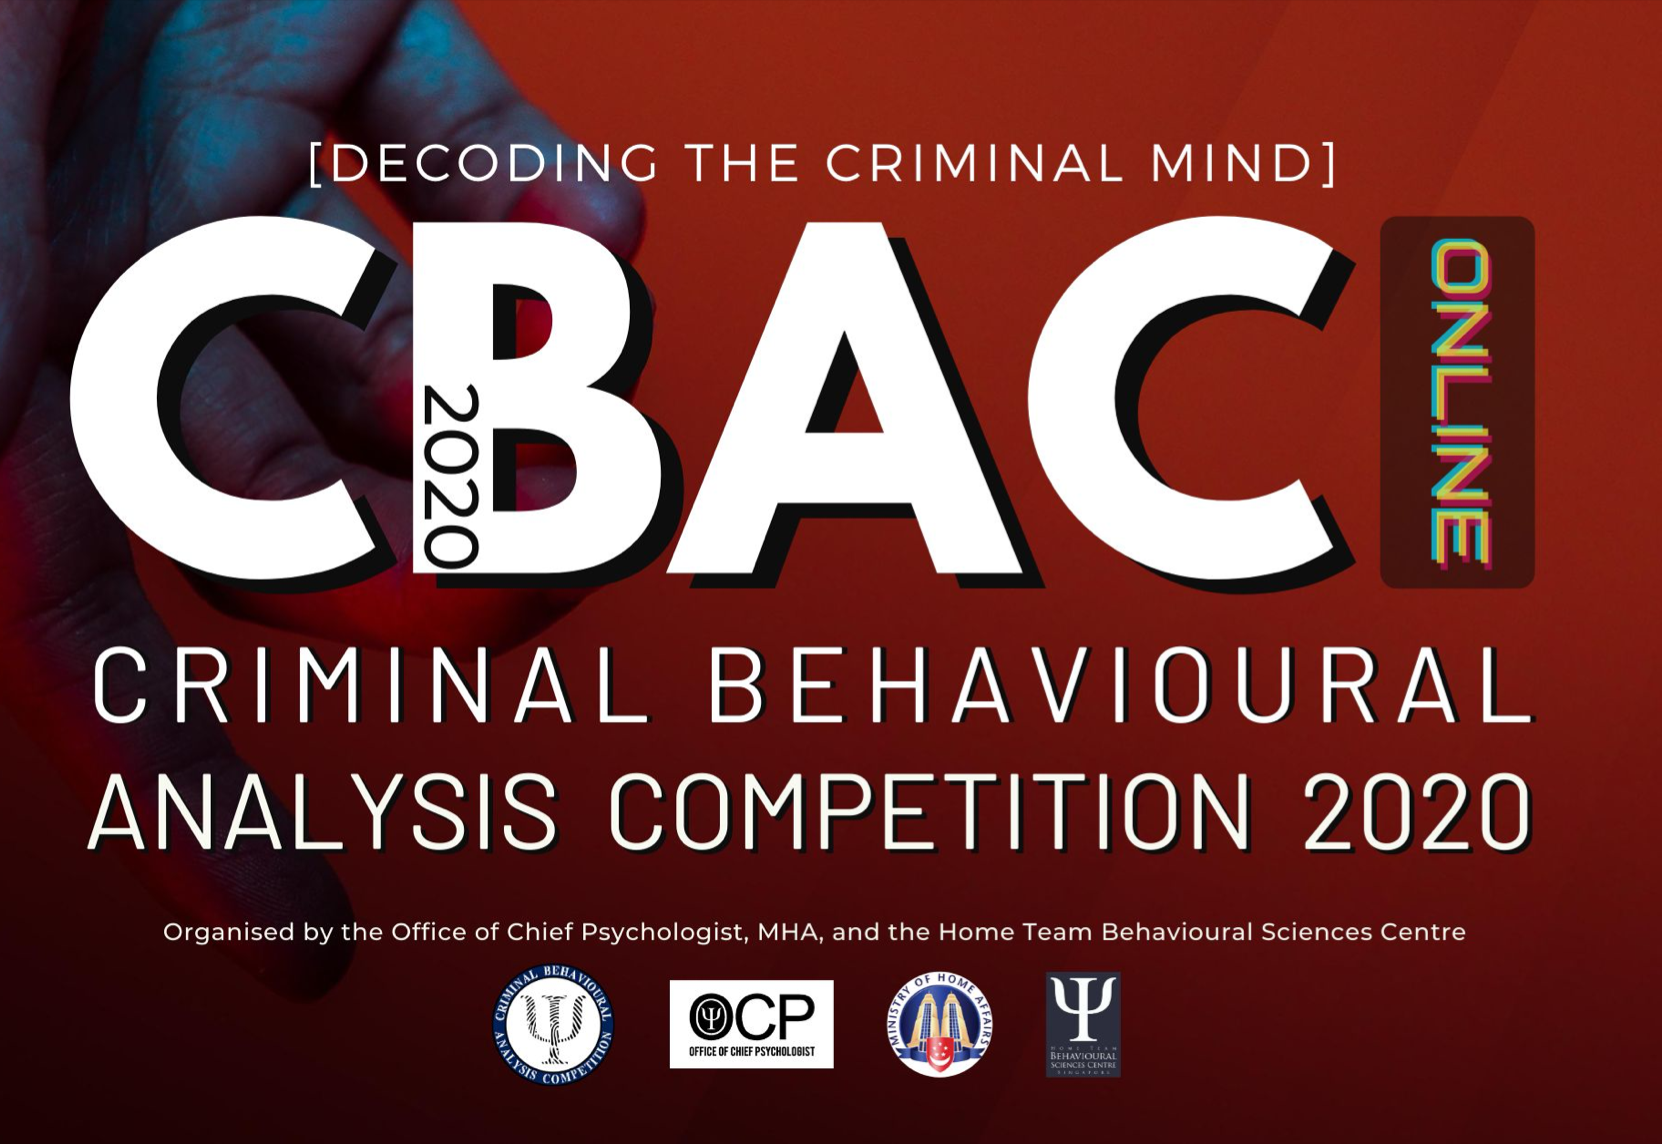 [DECODING THE CRIMINAL MIND]
CBAC
2020
ONLINE
CRIMINAL BEHAVIOURAL
ANALYSIS COMPETITION 2020
Organised by the Office of Chief Psychologist, MHA, and the Home Team Behavioural Sciences Centre
CRIMINAL BEHAVIOURAL
ANALYSIS COMPETITION
OCP
OFFICE OF CHIEF PSYCHOLOGIST
MINISTRY OF HOME AFFAIRS
HOME TEAM
BEHAVIOURAL
SCIENCES CENTRE
SINGAPORE